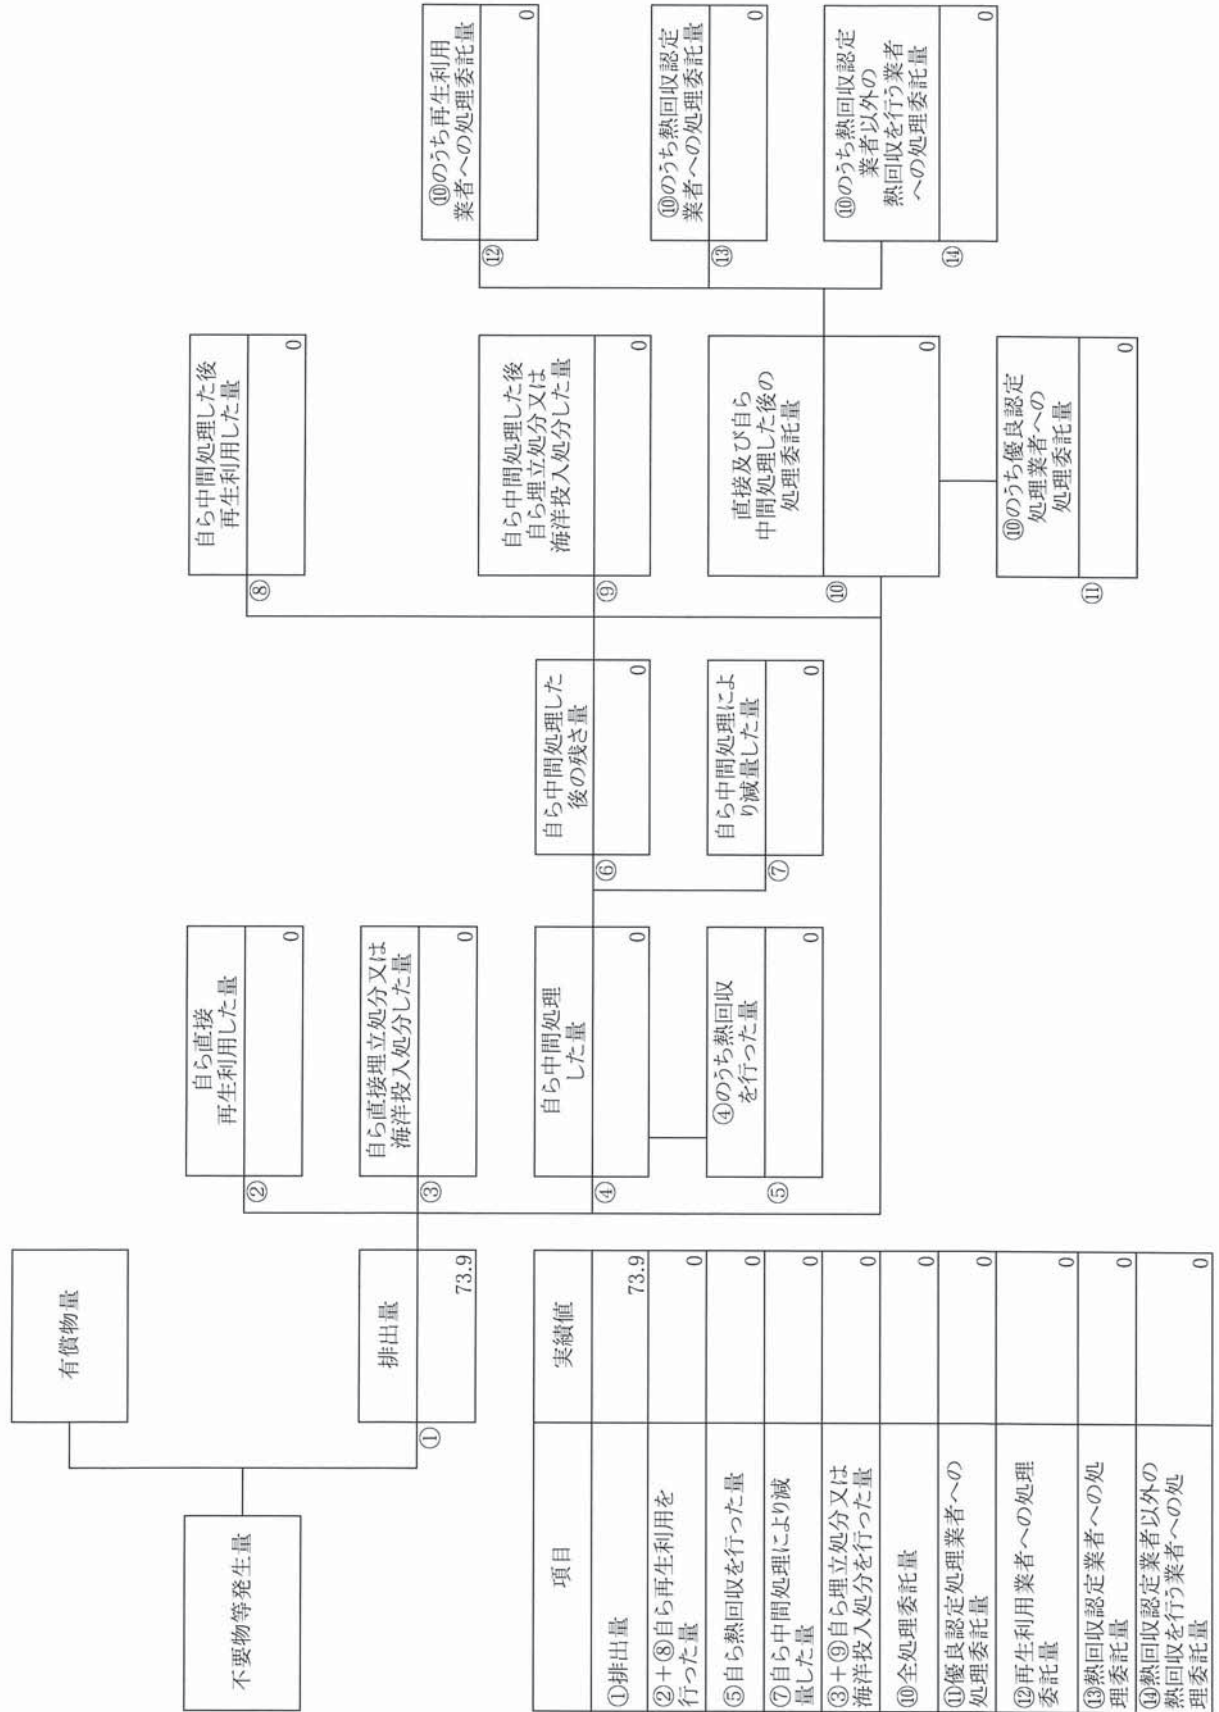 不要物等発生量
有償物量
①
排出量
73.9
②
自ら直接
再生利用した量
0
③
自ら直接埋立処分又は
海洋投入処分した量
0
④
自ら中間処理
した量
0
⑤
④のうち熱回収
を行った量
0
⑥
自ら中間処理した
後の残さ量
0
⑦
自ら中間処理によ
り減量した量
0
⑧
自ら中間処理した後
再生利用した量
0
⑨
自ら中間処理した後
自ら埋立処分又は
海洋投入処分した量
0
⑩
直接及び自ら
中間処理した後の
処理委託量
0
⑪
⑩のうち優良認定
処理業者への
処理委託量
0
⑫
⑩のうち再生利用
業者への処理委託量
0
⑬
⑩のうち熱回収認定
業者への処理委託量
0
⑭
⑩のうち熱回収認定
業者以外の
熱回収を行う業者
への処理委託量
0
項目 実績値
①排出量 73.9
②+⑧自ら再生利用を
行った量 0
⑤自ら熱回収を行った量 0
⑦自ら中間処理により減
量した量 0
③+⑨自ら埋立処分又は
海洋投入処分を行った量 0
⑩全処理委託量 0
⑪優良認定処理業者への
処理委託量 0
⑫再生利用業者への処理
委託量 0
⑬熱回収認定業者への処
理委託量 0
⑭熱回収認定業者以外の
熱回収を行う業者への処
理委託量 0